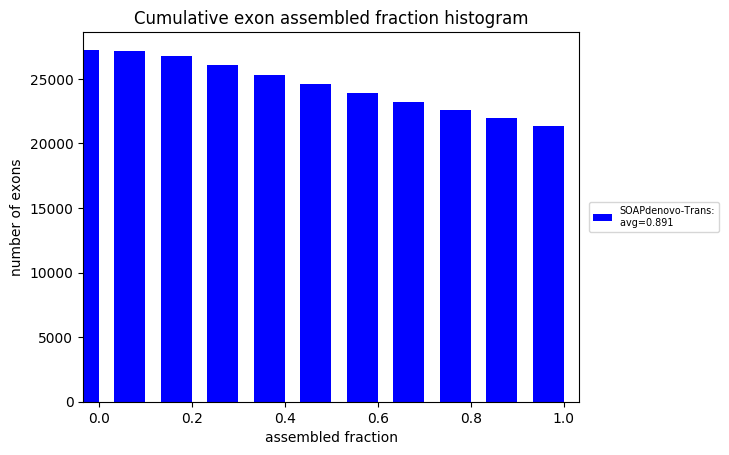 Cumulative exon assembled fraction histogram
number of exons
25000
20000
15000
10000
5000
0
0.0 0.2 0.4 0.6 0.8 1.0
assembled fraction
SOAPdenovo-Trans:
avg=0.891